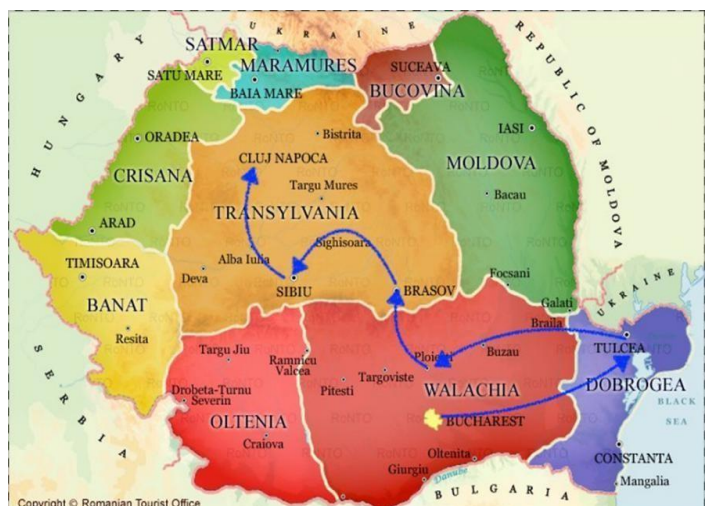 UKRAINE
SATMAR
SATU MARE
MARAMURES
BAIA MARE
SUCEAVA
BUCOVINA
REPUBLIC OF MOLDOVA
HUNGARY
ORADEA
CRISANA
ARAD
Bistrita
CLUJ NAPOCA
Targu Mures
TRANSYLVANIA
Sighisoara
Alba Iulia
Deva
SIBIU
BRASOV
IASI
MOLDOVA
Bacau
Focsani
Galati
Braila
UKRAINE
TIMISOARA
BANAT
Resita
SERBIA
Targu Jiu
Ramnicu
Valcea
Drobeta-Turnu
Severin
OLTENIA
Craiova
Pitesti
Targoviste
Ploiesti
Buzau
WALACHIA
BUCHAREST
Oltenita
Giurgiu
Danube
BULGARIA
TULCEA
DOBROGEA
BLACK
SEA
CONSTANTA
Mangalia
RoNTO
Copyright © Romanian Tourist Office